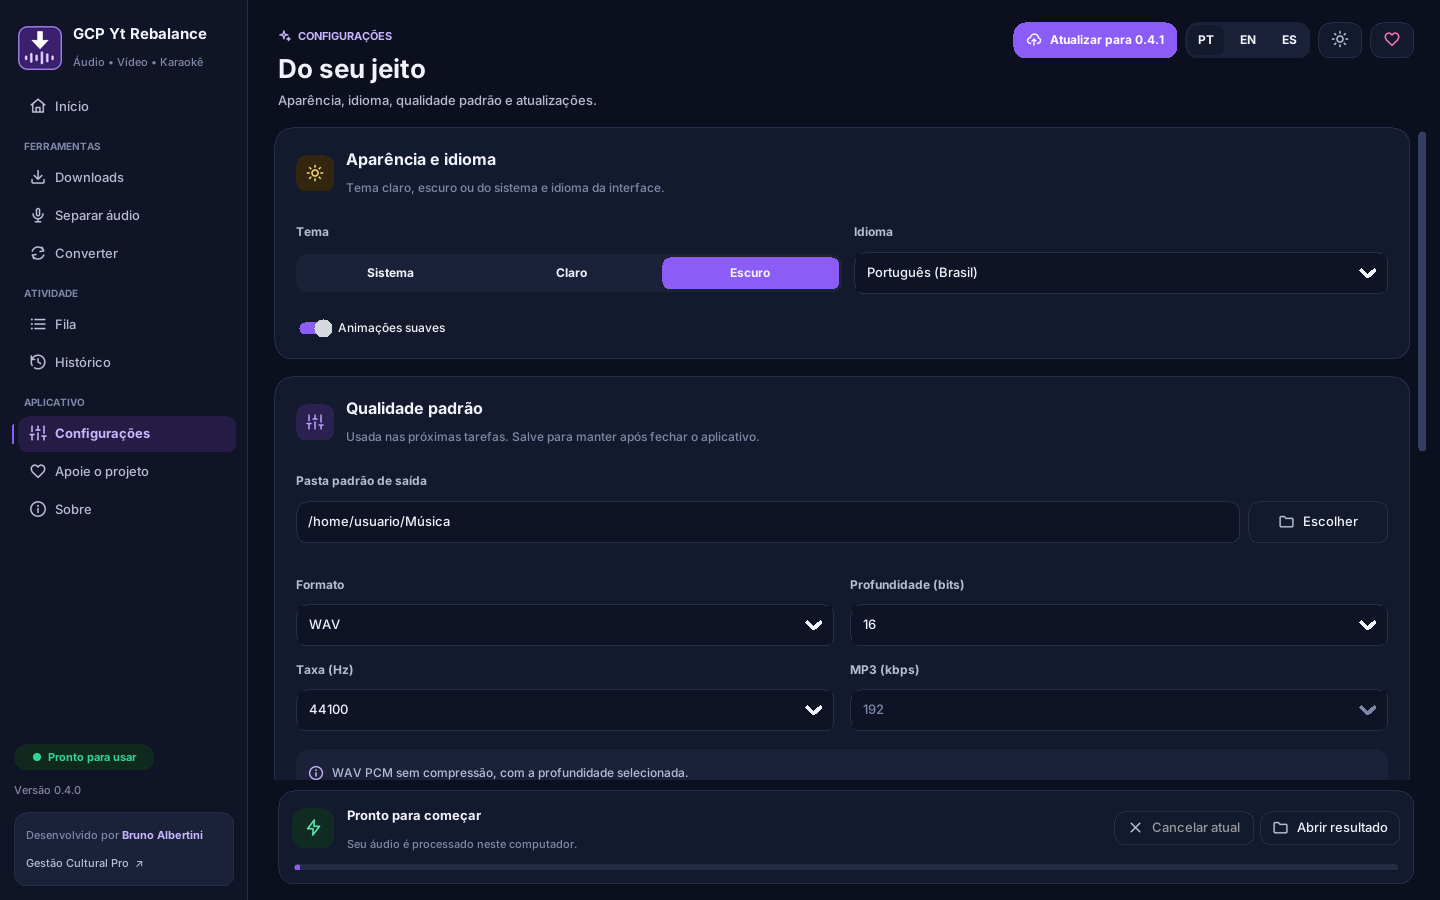 GCP Yt Rebalance
Áudio • Vídeo • Karaokê
Início
FERRAMENTAS
Downloads
Separar áudio
Converter
ATIVIDADE
Fila
Histórico
APLICATIVO
Configurações
Apoie o projeto
Sobre
Pronto para usar
Versão 0.4.0
Desenvolvido por Bruno Albertini
Gestão Cultural Pro ↗
CONFIGURAÇÕES
Do seu jeito
Aparência, idioma, qualidade padrão e atualizações.
Atualizar para 0.4.1
PT EN ES
Aparência e idioma
Tema claro, escuro ou do sistema e idioma da interface.
Tema
Sistema Claro Escuro
Idioma
Português (Brasil)
Animações suaves
Qualidade padrão
Usada nas próximas tarefas. Salve para manter após fechar o aplicativo.
Pasta padrão de saída
/home/usuario/Música
Escolher
Formato
WAV
Profundidade (bits)
16
Taxa (Hz)
44100
MP3 (kbps)
192
WAV PCM sem compressão, com a profundidade selecionada.
Pronto para começar
Seu áudio é processado neste computador.
Cancelar atual
Abrir resultado